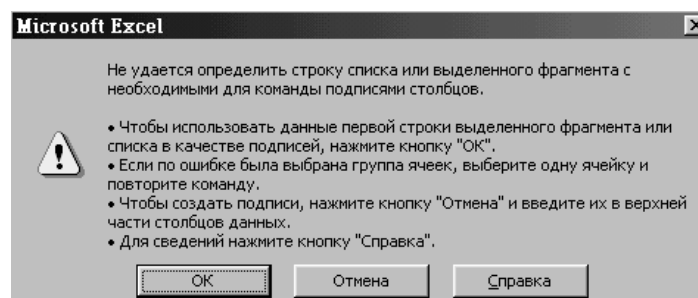 Microsoft Excel
Не удается определить строку списка или выделенного фрагмента с
необходимыми для команды подписями столбцов.
• Чтобы использовать данные первой строки выделенного фрагмента или
списка в качестве подписей, нажмите кнопку "ОК".
• Если по ошибке была выбрана группа ячеек, выберите одну ячейку и
повторите команду.
• Чтобы создать подписи, нажмите кнопку "Отмена" и введите их в верхней
части столбцов данных.
• Для сведений нажмите кнопку "Справка".
ОК Отмена Справка